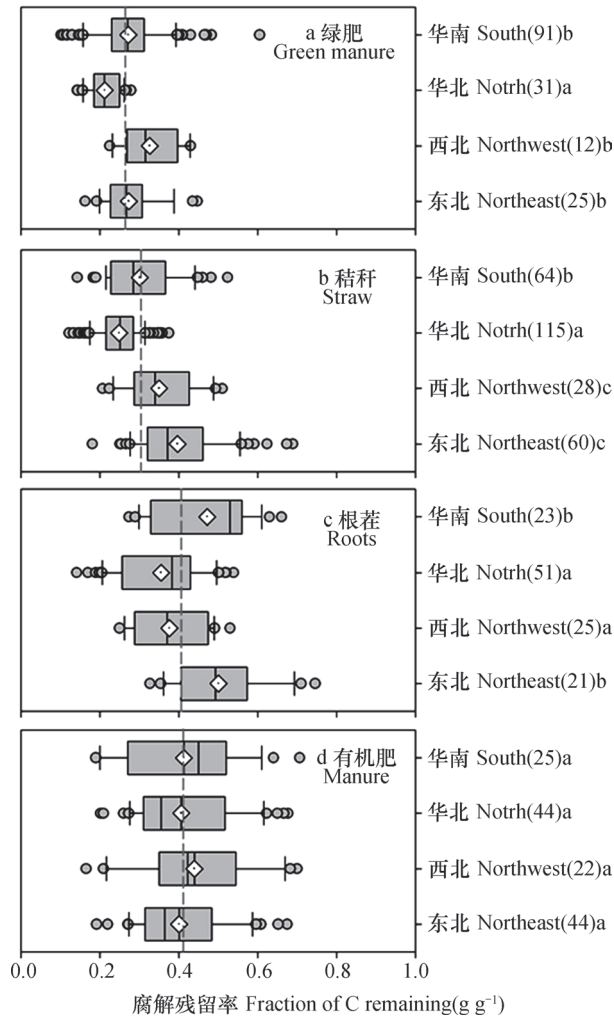 a 绿肥
Green manure
华南 South(91)b
华北 Notrh(31)a
西北 Northwest(12)b
东北 Northeast(25)b
b 秸秆
Straw
华南 South(64)b
华北 Notrh(115)a
西北 Northwest(28)c
东北 Northeast(60)c
c 根茬
Roots
华南 South(23)b
华北 Notrh(51)a
西北 Northwest(25)a
东北 Northeast(21)b
d 有机肥
Manure
华南 South(25)a
华北 Notrh(44)a
西北 Northwest(22)a
东北 Northeast(44)a
0.0 0.2 0.4 0.6 0.8 1.0
腐解残留率 Fraction of C remaining(g g⁻¹)